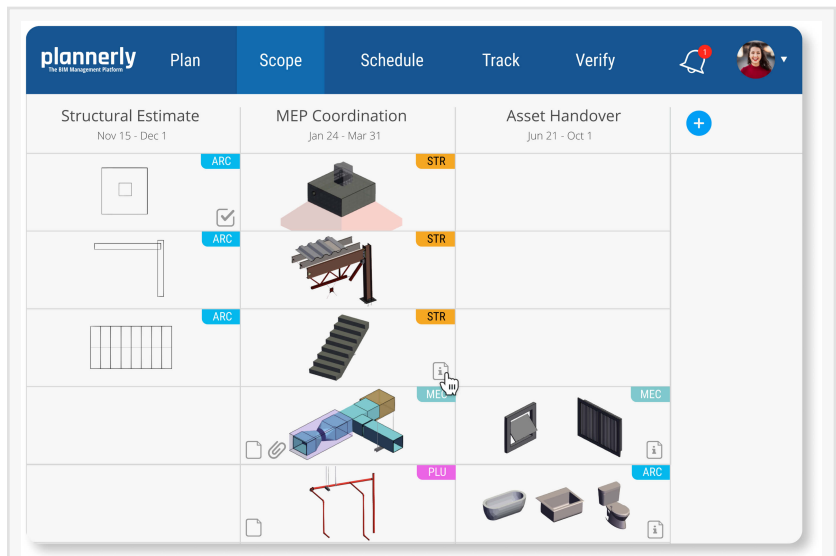 plannerly
The BIM Management Platform
Plan
Scope
Schedule
Track
Verify
1
Structural Estimate
MEP Coordination
Asset Handover
Nov 15 - Dec 1
Jan 24 - Mar 31
Jun 21 - Oct 1
+
ARC
STR
ARC
STR
ARC
STR
i
MEC
MEC
i
PLU
ARC
i